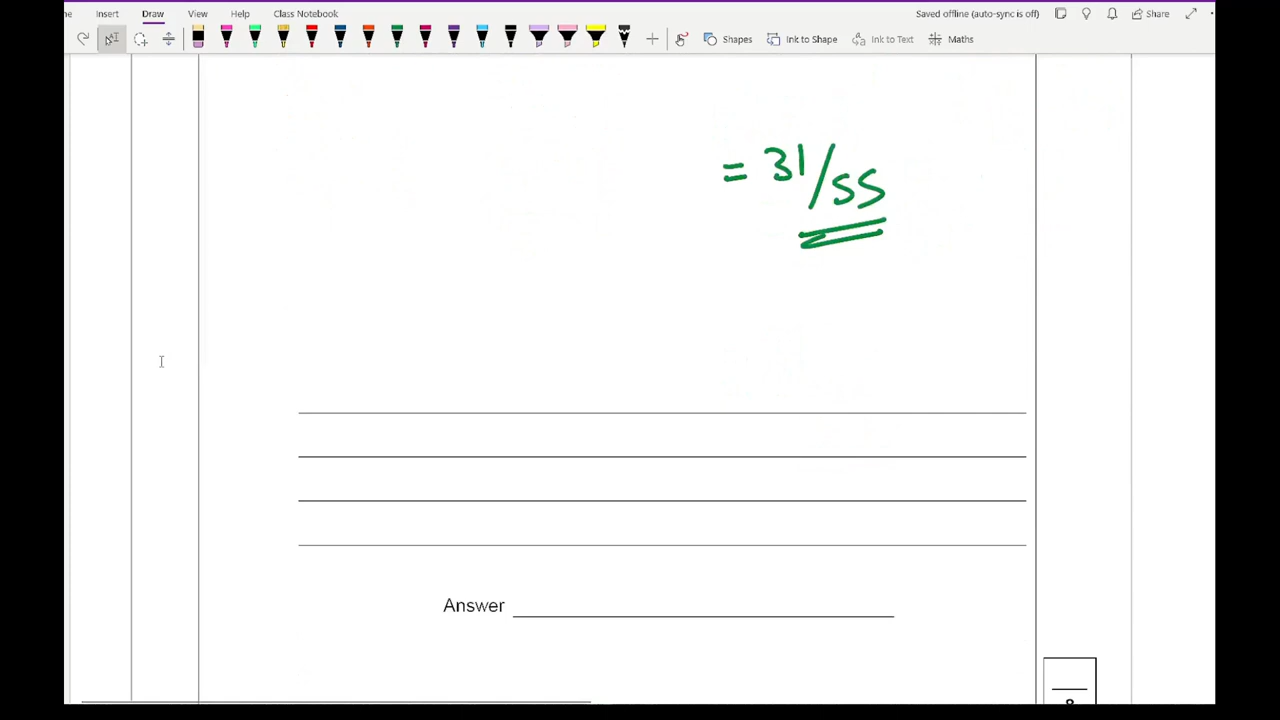 Insert Draw View Help Class Notebook Saved offline (auto-sync is off) Share
Shapes Ink to Shape Ink to Text Maths
= 31/55
Answer
8